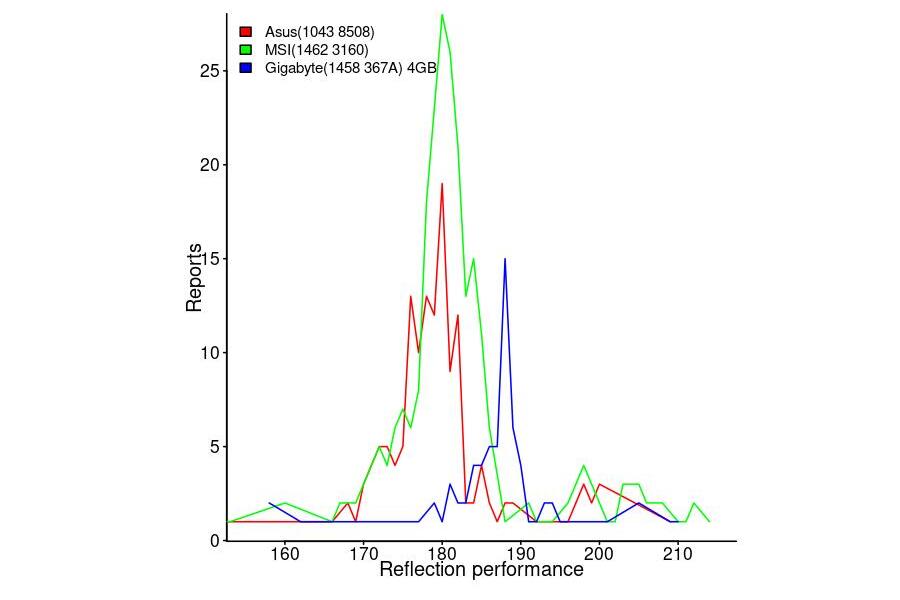 Asus(1043 8508)
MSI(1462 3160)
Gigabyte(1458 367A) 4GB
25
20
15
10
5
0
Reports
160 170 180 190 200 210
Reflection performance